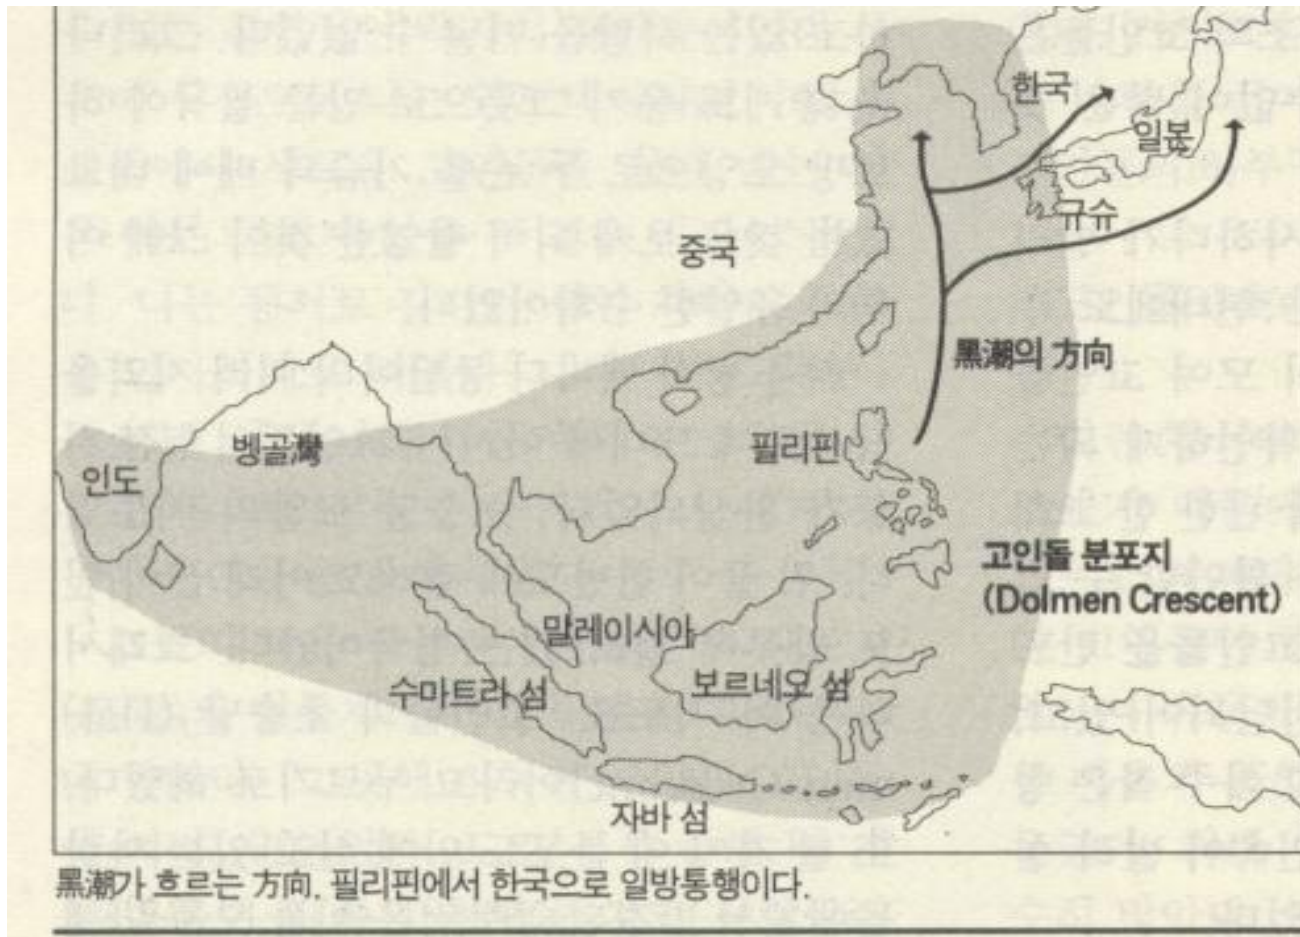 한국
일본
규슈
중국
黑潮의 方向
벵골灣
필리핀
인도
고인돌 분포지
(Dolmen Crescent)
말레이시아
보르네오 섬
수마트라 섬
자바 섬
黑潮가 흐르는 方向. 필리핀에서 한국으로 일방통행이다.